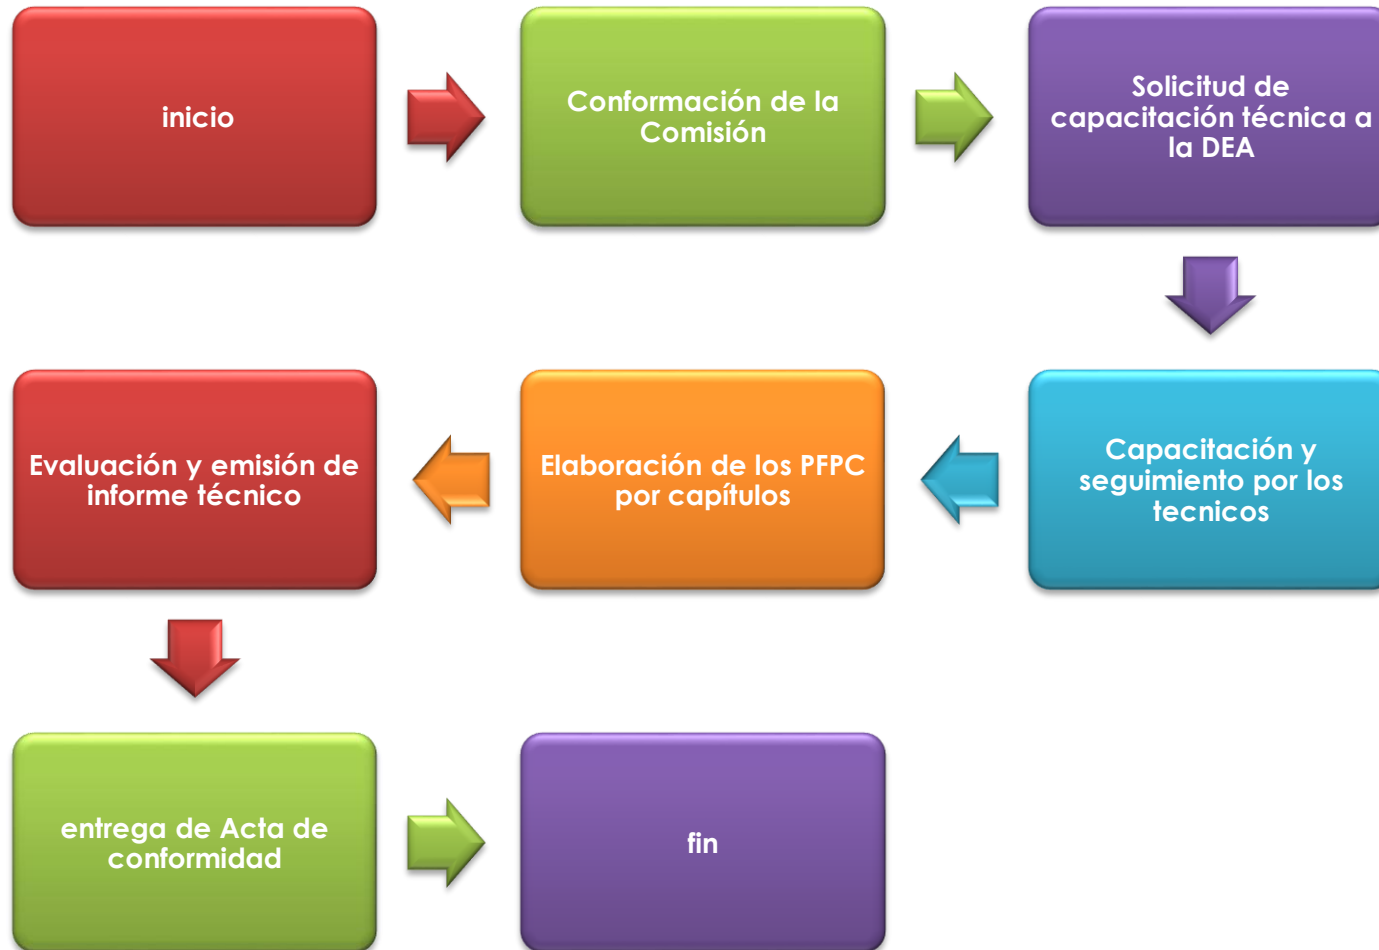 inicio
Conformación de la
Comisión
Solicitud de
capacitación técnica a
la DEA
Capacitación y
seguimiento por los
tecnicos
Elaboración de los PFPC
por capítulos
Evaluación y emisión de
informe técnico
entrega de Acta de
conformidad
fin